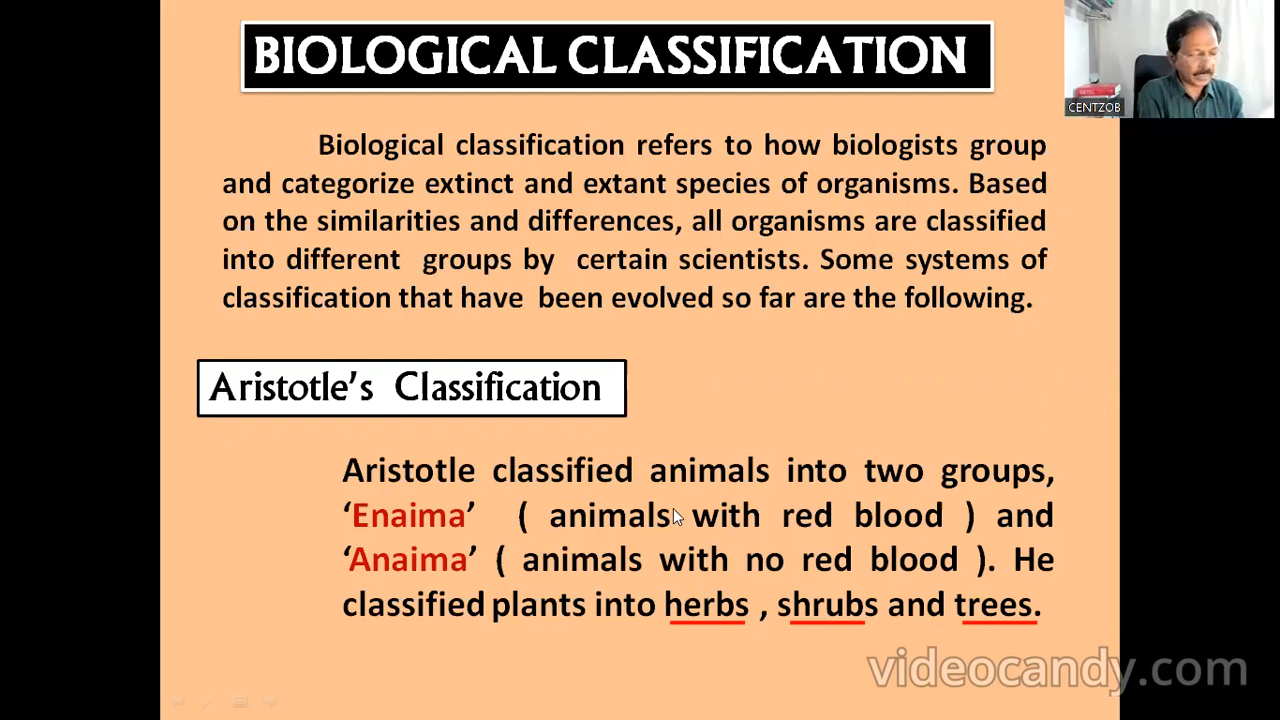 BIOLOGICAL CLASSIFICATION
CENTZOB
Biological classification refers to how biologists group
and categorize extinct and extant species of organisms. Based
on the similarities and differences, all organisms are classified
into different groups by certain scientists. Some systems of
classification that have been evolved so far are the following.
Aristotle's Classification
Aristotle classified animals into two groups,
‘Enaima’ ( animals with red blood ) and
‘Anaima’ ( animals with no red blood ). He
classified plants into herbs , shrubs and trees.
videocandy.com